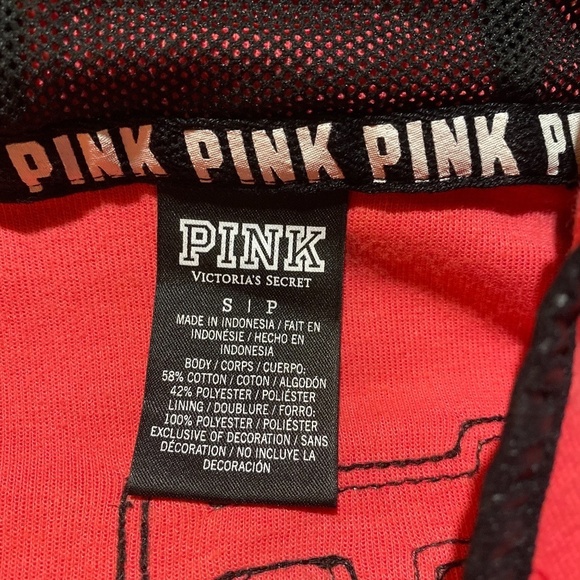 PINK PINK PINK
PINK
VICTORIA'S SECRET
S | P
MADE IN INDONESIA / FAIT EN
INDONÉSIE / HECHO EN
INDONESIA
BODY / CORPS / CUERPO:
58% COTTON / COTON / ALGODÓN
42% POLYESTER / POLIÉSTER
LINING / DOUBLURE / FORRO:
100% POLYESTER / POLIÉSTER
EXCLUSIVE OF DECORATION / SANS
DÉCORATION / NO INCLUYE LA
DECORACIÓN